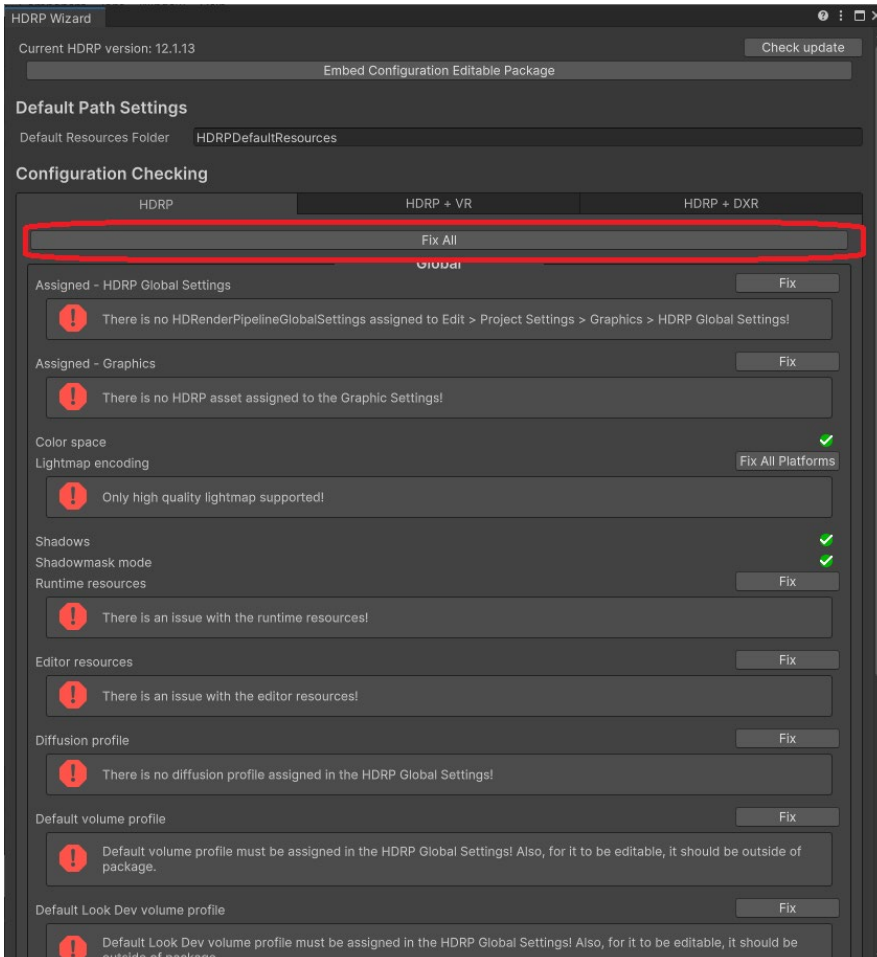 HDRP Wizard
Current HDRP version: 12.1.13
Check update
Embed Configuration Editable Package
Default Path Settings
Default Resources Folder HDRPDefaultResources
Configuration Checking
HDRP HDRP + VR HDRP + DXR
Fix All
Global
Assigned - HDRP Global Settings Fix
There is no HDRenderPipelineGlobalSettings assigned to Edit > Project Settings > Graphics > HDRP Global Settings!
Assigned - Graphics Fix
There is no HDRP asset assigned to the Graphic Settings!
Color space
Lightmap encoding Fix All Platforms
Only high quality lightmap supported!
Shadows
Shadowmask mode
Runtime resources Fix
There is an issue with the runtime resources!
Editor resources Fix
There is an issue with the editor resources!
Diffusion profile Fix
There is no diffusion profile assigned in the HDRP Global Settings!
Default volume profile Fix
Default volume profile must be assigned in the HDRP Global Settings! Also, for it to be editable, it should be outside of
package.
Default Look Dev volume profile Fix
Default Look Dev volume profile must be assigned in the HDRP Global Settings! Also, for it to be editable, it should be
outside of package.